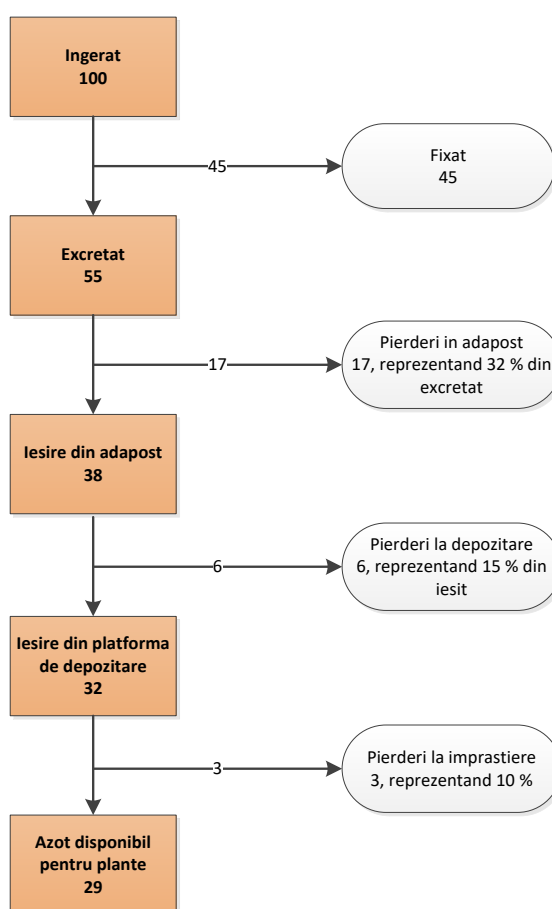 Ingerat
100
45
Fixat
45
Excretat
55
17
Pierderi in adapost
17, reprezentand 32 % din
excretat
Iesire din adapost
38
6
Pierderi la depozitare
6, reprezentand 15 % din
iesit
Iesire din platforma
de depozitare
32
3
Pierderi la imprastiere
3, reprezentand 10 %
Azot disponibil
pentru plante
29